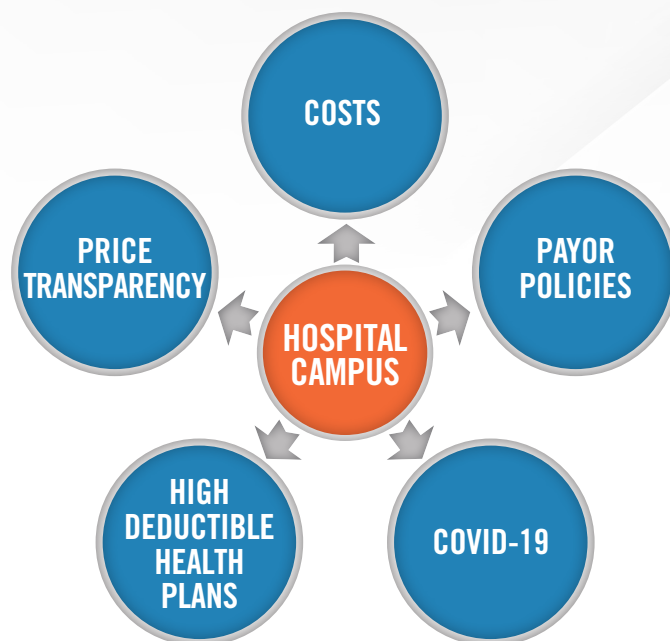 COSTS
PRICE
TRANSPARENCY
PAYOR
POLICIES
HOSPITAL
CAMPUS
HIGH
DEDUCTIBLE
HEALTH
PLANS
COVID-19